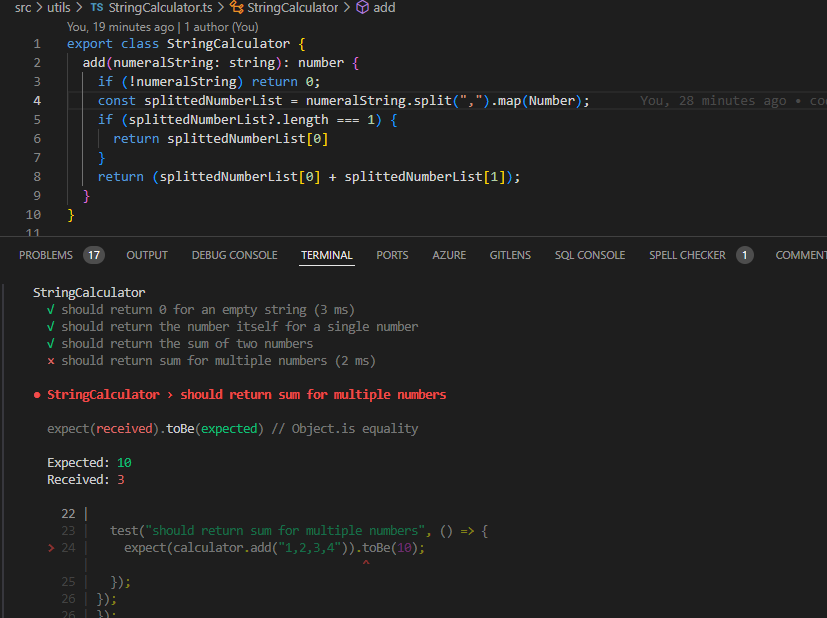 src > utils > TS StringCalculator.ts > StringCalculator > add
You, 19 minutes ago | 1 author (You)
1 export class StringCalculator {
2 add(numeralString: string): number {
3 if (!numeralString) return 0;
4 const splittedNumberList = numeralString.split(",").map(Number); You, 28 minutes ago • co
5 if (splittedNumberList?.length === 1) {
6 return splittedNumberList[0]
7 }
8 return (splittedNumberList[0] + splittedNumberList[1]);
9 }
10 }
11
PROBLEMS 17 OUTPUT DEBUG CONSOLE TERMINAL PORTS AZURE GITLENS SQL CONSOLE SPELL CHECKER 1 COMMENT
StringCalculator
√ should return 0 for an empty string (3 ms)
√ should return the number itself for a single number
√ should return the sum of two numbers
× should return sum for multiple numbers (2 ms)
● StringCalculator › should return sum for multiple numbers
expect(received).toBe(expected) // Object.is equality
Expected: 10
Received: 3
22 |
23 | test("should return sum for multiple numbers", () => {
> 24 | expect(calculator.add("1,2,3,4")).toBe(10);
| ^
25 | });
26 | });
26 | });